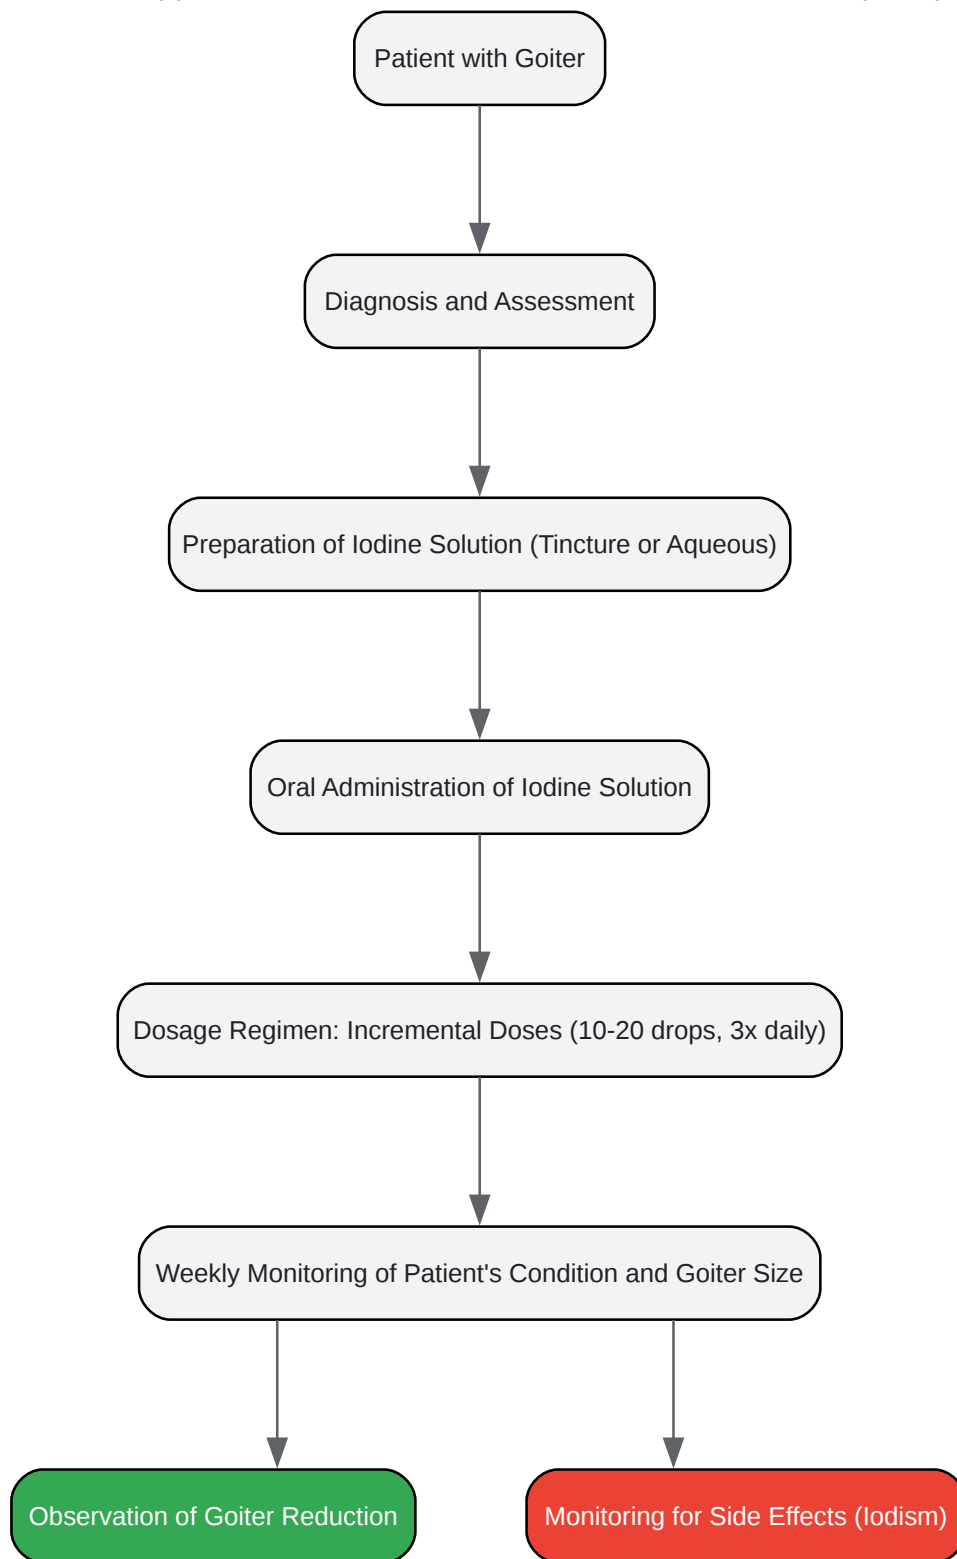 Patient with Goiter
Diagnosis and Assessment
Preparation of Iodine Solution (Tincture or Aqueous)
Oral Administration of Iodine Solution
Dosage Regimen: Incremental Doses (10-20 drops, 3x daily)
Weekly Monitoring of Patient's Condition and Goiter Size
Observation of Goiter Reduction
Monitoring for Side Effects (Iodism)